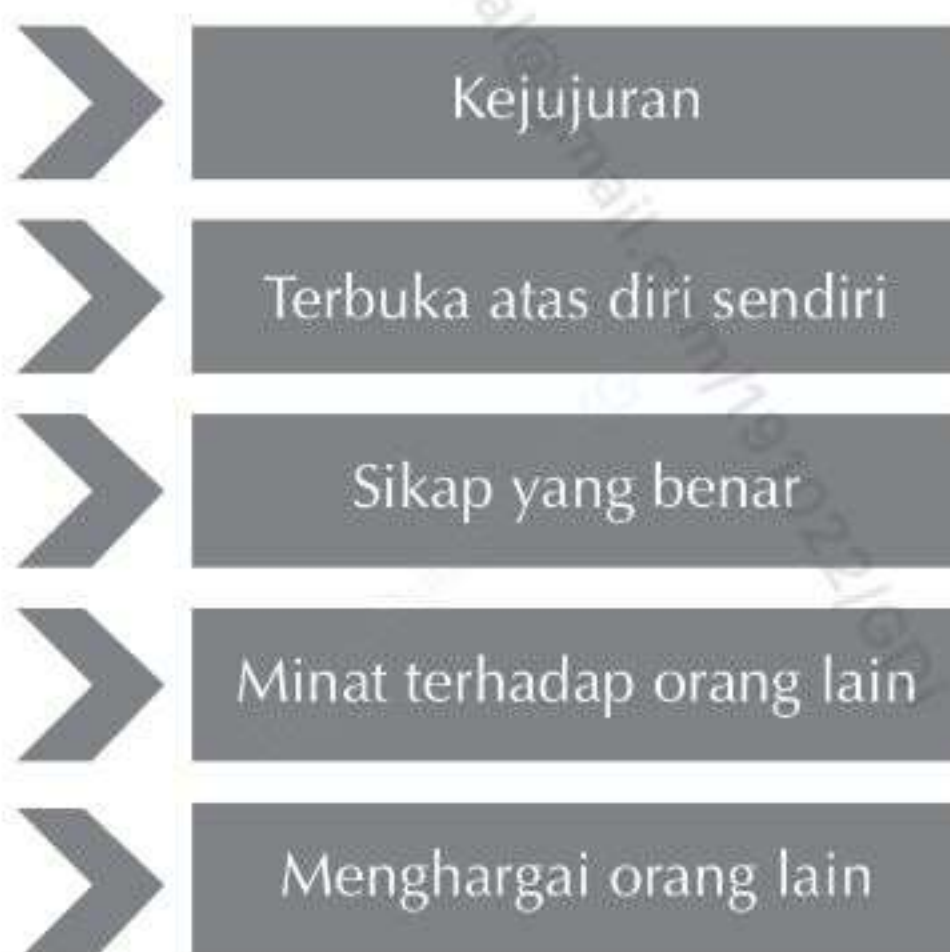 Kejujuran
Terbuka atas diri sendiri
Sikap yang benar
Minat terhadap orang lain
Menghargai orang lain